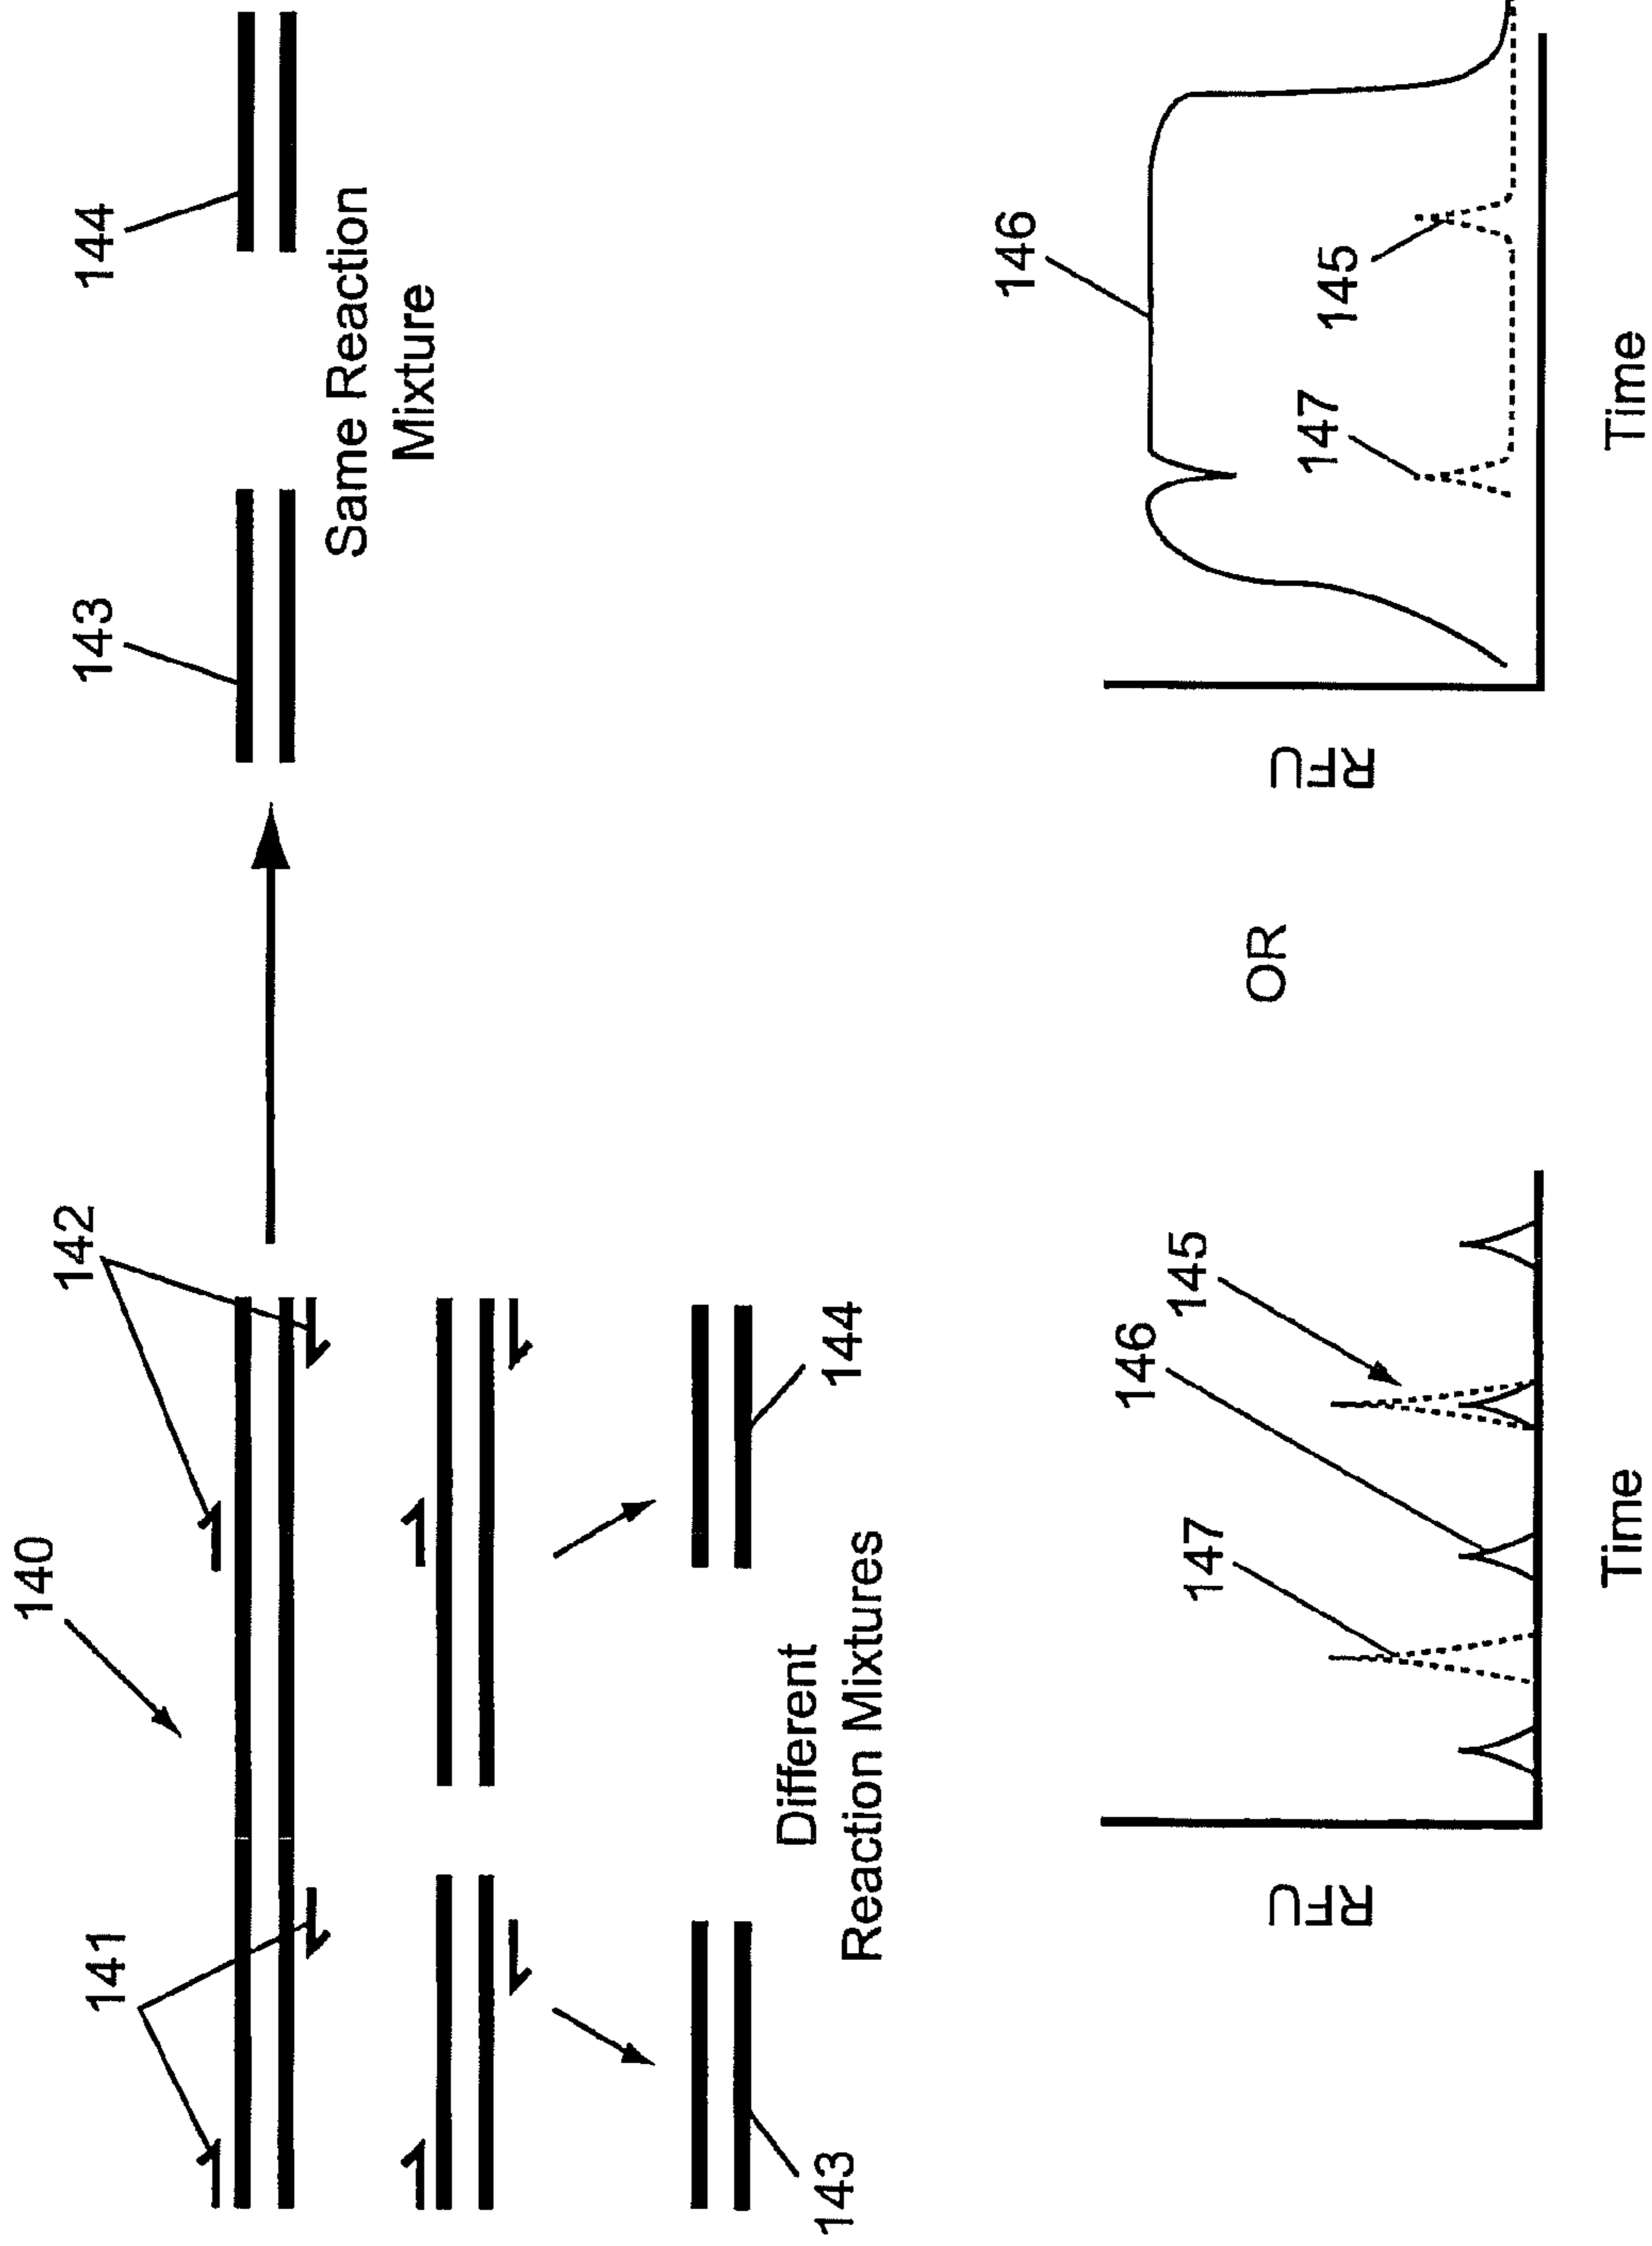 140
141
142
143
144
Same Reaction
Mixture
143
144
Different
Reaction Mixtures
RFU
147
146
145
Time
OR
RFU
147
145
146
Time